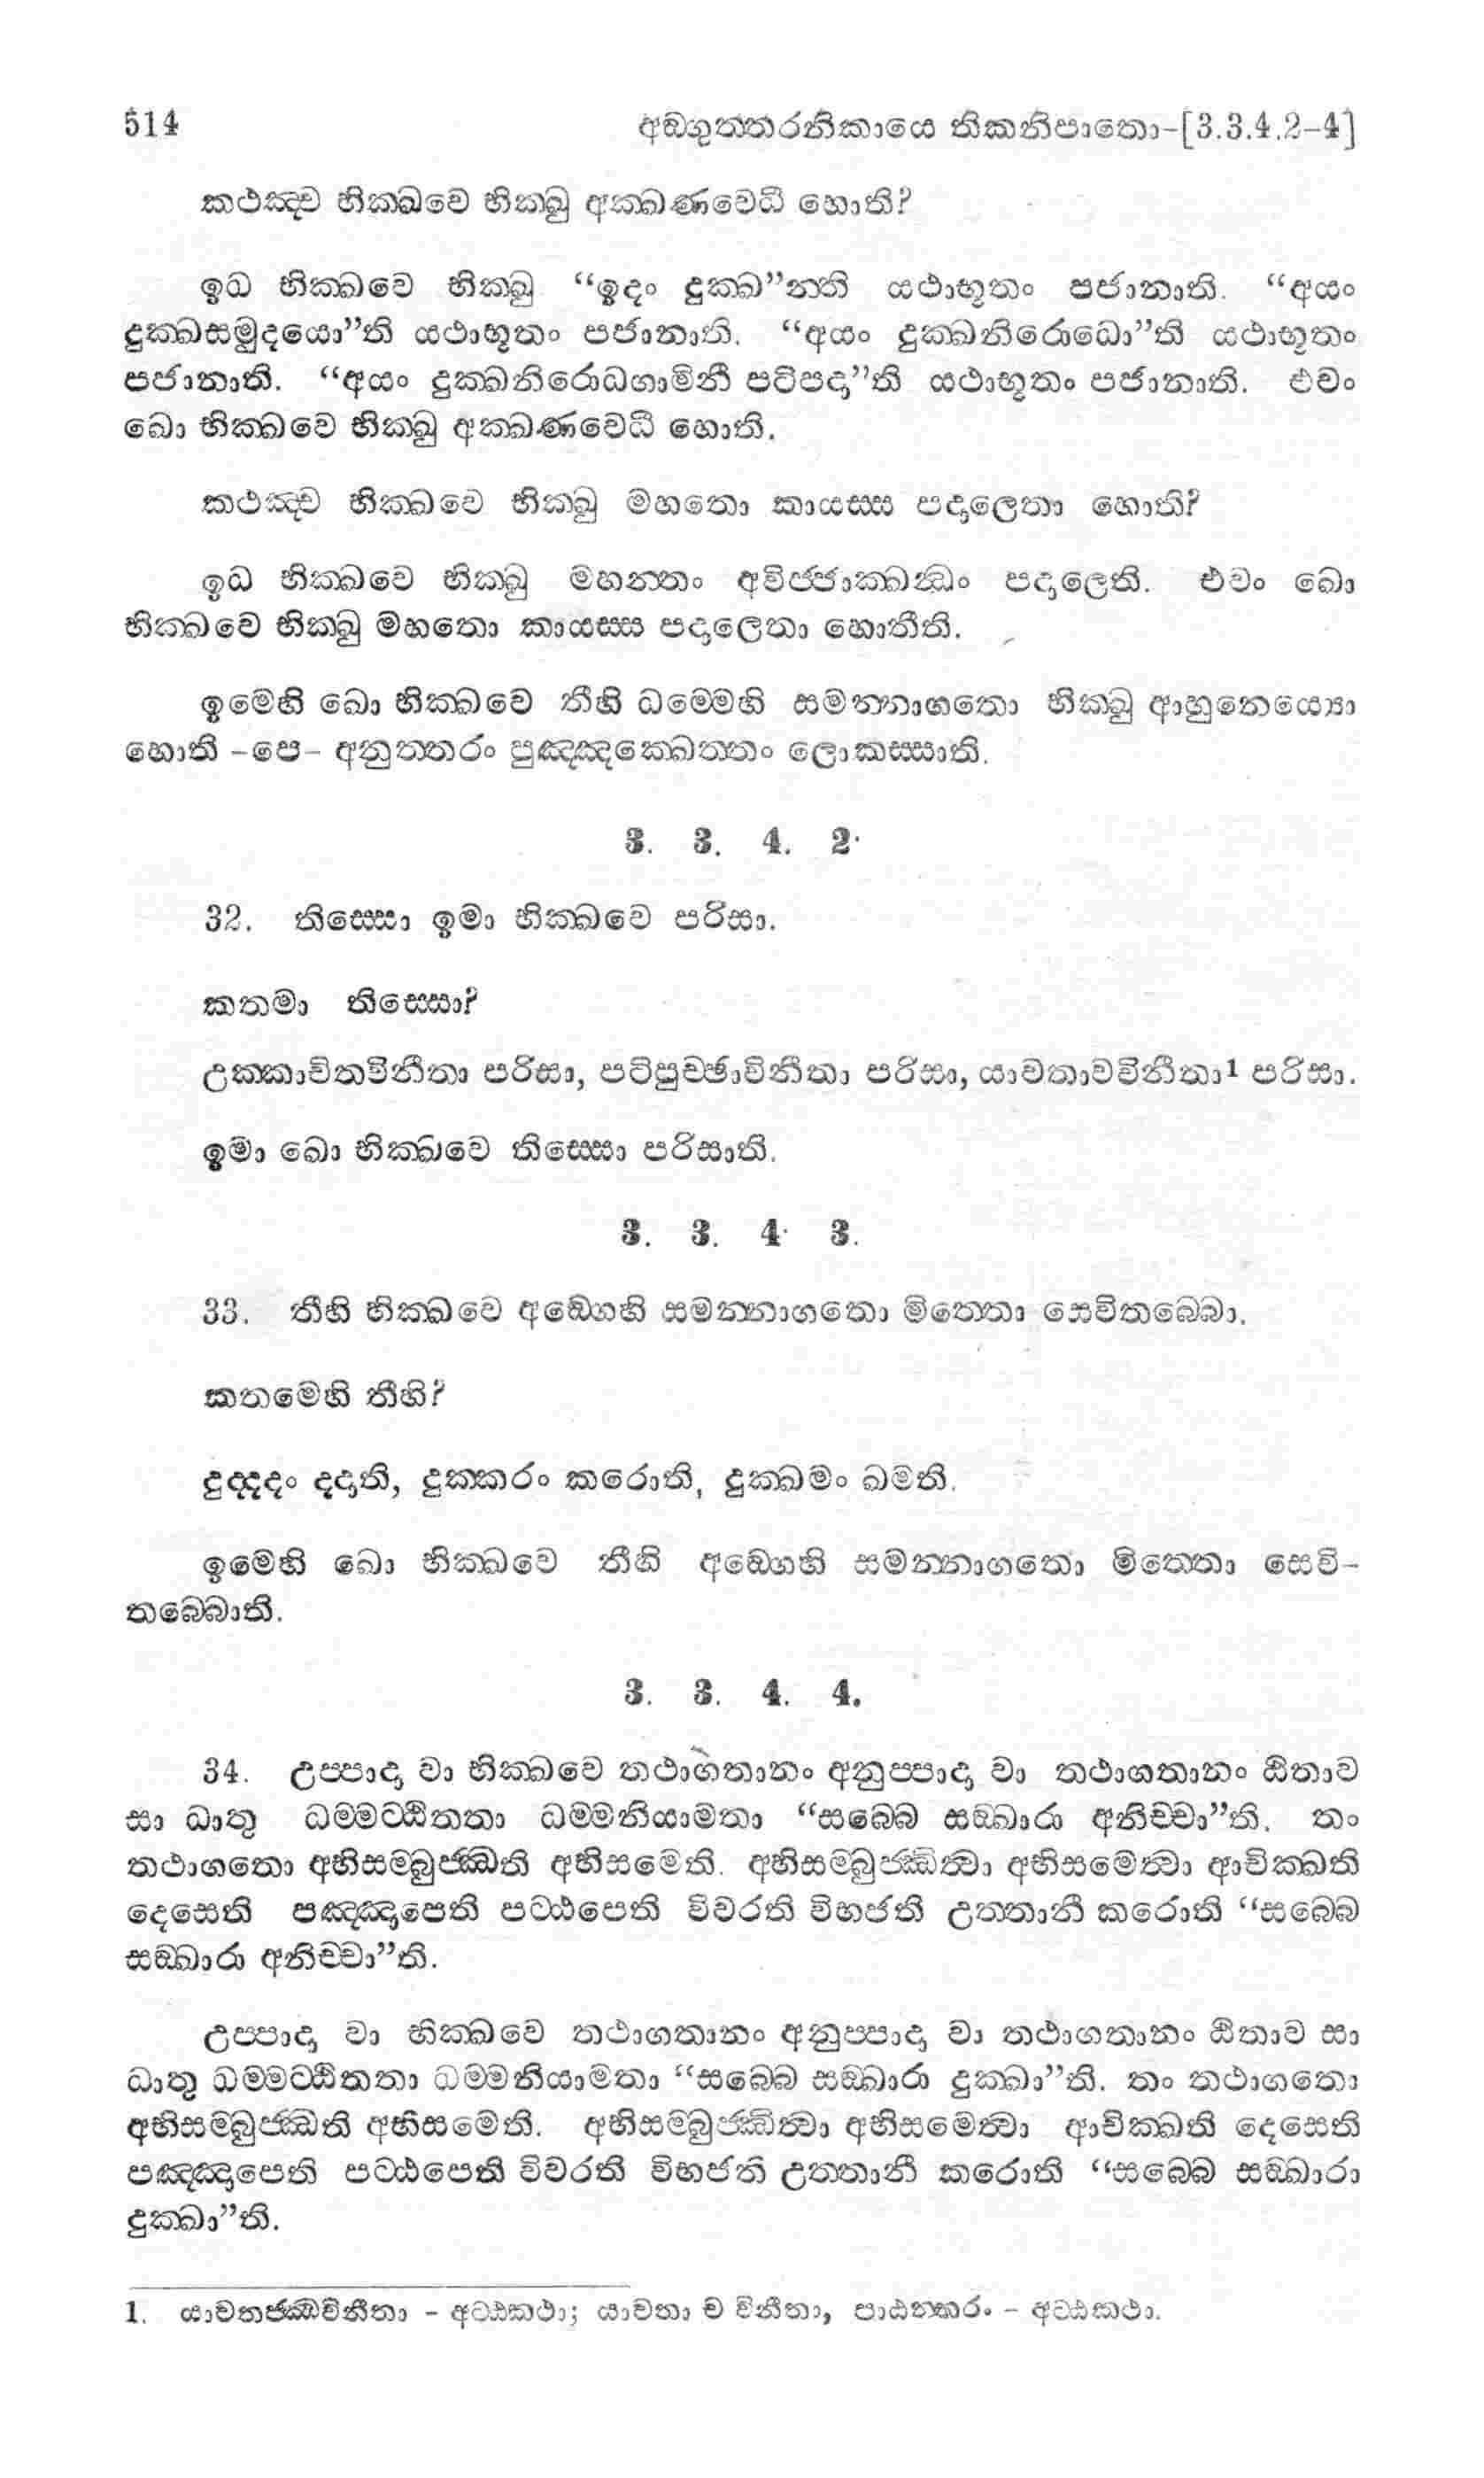 514 අඞ්ගුත්තරනිකායෙ තිකනිපාතො-[3.3.4.2-4]
කථඤ්ච භික්ඛවෙ භික්ඛු අක්ඛණවෙධී හොති?
ඉධ භික්ඛවෙ භික්ඛු “ඉදං දුක්ඛ”න්ති යථාභූතං පජානාති. “අයං
දුක්ඛසමුදයො”ති යථාභූතං පජානාති. “අයං දුක්ඛනිරොධො”ති යථාභූතං
පජානාති. “අයං දුක්ඛනිරොධගාමිනී පටිපදා”ති යථාභූතං පජානාති. එවං
ඛො භික්ඛවෙ භික්ඛු අක්ඛණවෙධී හොති.
කථඤ්ච භික්ඛවෙ භික්ඛු මහතො කායස්ස පදාලෙතා හොති?
ඉධ භික්ඛවෙ භික්ඛු මහන්තං අවිජ්ජාක්ඛන්ධං පදාලෙති. එවං ඛො
භික්ඛවෙ භික්ඛු මහතො කායස්ස පදාලෙතා හොතීති.
ඉමෙහි ඛො භික්ඛවෙ තීහි ධම්මෙහි සමන්නාගතො භික්ඛු ආහුනෙය්‍යො
හොති -පෙ- අනුත්තරං පුඤ්ඤක්ඛෙත්තං ලොකස්සාති.
3. 3. 4. 2.
32. තිස්සො ඉමා භික්ඛවෙ පරිසා.
කතමා තිස්සො?
උක්කාචිතවිනීතා පරිසා, පටිපුච්ඡාවිනීතා පරිසා, යාවතාවවිනීතා¹ පරිසා.
ඉමා ඛො භික්ඛවෙ තිස්සො පරිසාති.
3. 3. 4. 3.
33. තීහි භික්ඛවෙ අඞ්ගෙහි සමන්නාගතො මිත්තො සෙවිතබ්බො.
කතමෙහි තීහි?
දුද්දදං දදාති, දුක්කරං කරොති, දුක්ඛමං ඛමති.
ඉමෙහි ඛො භික්ඛවෙ තීහි අඞ්ගෙහි සමන්නාගතො මිත්තො සෙවි-
තබ්බොති.
3. 3. 4. 4.
34. උප්පාදා වා භික්ඛවෙ තථාගතානං අනුප්පාදා වා තථාගතානං ඨිතාව
සා ධාතු ධම්මට්ඨිතතා ධම්මනියාමතා “සබ්බෙ සඞ්ඛාරා අනිච්චා”ති. තං
තථාගතො අභිසම්බුජ්ඣති අභිසමෙති. අභිසම්බුජ්ඣිත්වා අභිසමෙත්වා ආචික්ඛති
දෙසෙති පඤ්ඤාපෙති පට්ඨපෙති විවරති විභජති උත්තානී කරොති “සබ්බෙ
සඞ්ඛාරා අනිච්චා”ති.
උප්පාදා වා භික්ඛවෙ තථාගතානං අනුප්පාදා වා තථාගතානං ඨිතාව සා
ධාතු ධම්මට්ඨිතතා ධම්මනියාමතා “සබ්බෙ සඞ්ඛාරා දුක්ඛා”ති. තං තථාගතො
අභිසම්බුජ්ඣති අභිසමෙති. අභිසම්බුජ්ඣිත්වා අභිසමෙත්වා ආචික්ඛති දෙසෙති
පඤ්ඤාපෙති පට්ඨපෙති විවරති විභජති උත්තානී කරොති “සබ්බෙ සඞ්ඛාරා
දුක්ඛා”ති.
1. යාවතජ්ඣවිනීතා - අට්ඨකථා; යාවතා ච විනීතා, පාඨන්තරං - අට්ඨකථා.